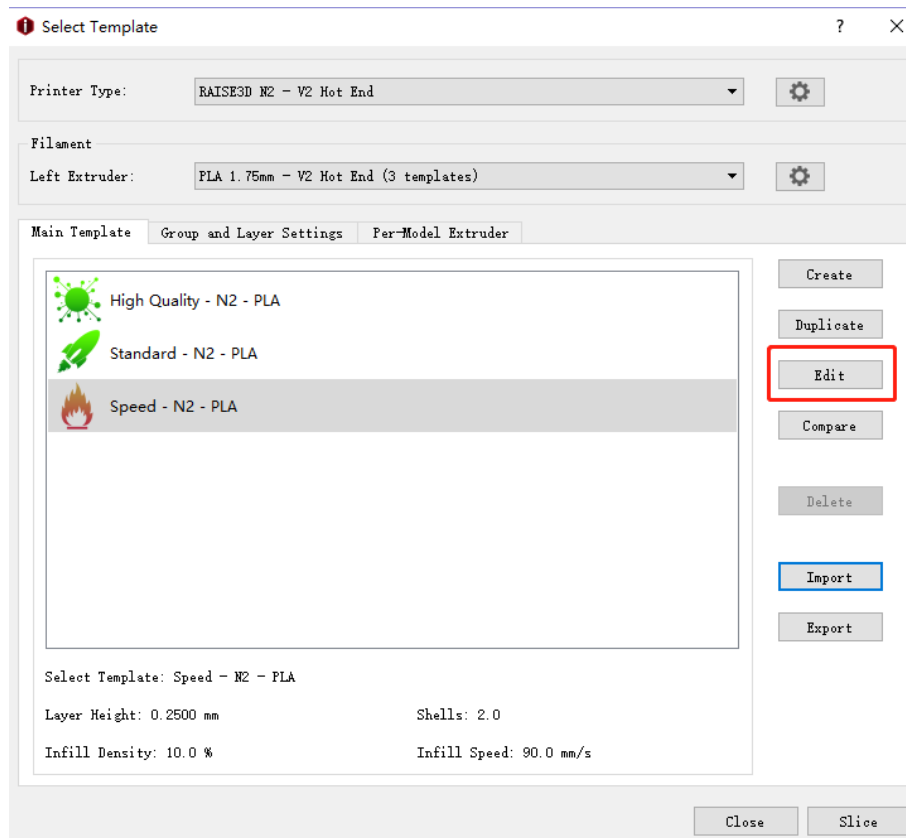 Select Template
?
Printer Type: RAISE3D N2 - V2 Hot End
Filament
Left Extruder: PLA 1.75mm - V2 Hot End (3 templates)
Main Template Group and Layer Settings Per-Model Extruder
High Quality - N2 - PLA
Standard - N2 - PLA
Speed - N2 - PLA
Create
Duplicate
Edit
Compare
Delete
Import
Export
Select Template: Speed - N2 - PLA
Layer Height: 0.2500 mm Shells: 2.0
Infill Density: 10.0 % Infill Speed: 90.0 mm/s
Close Slice